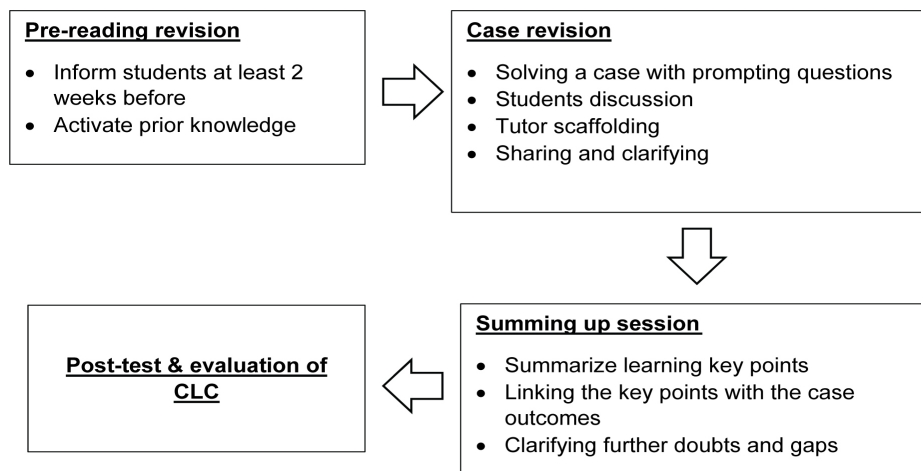 Pre-reading revision
• Inform students at least 2
weeks before
• Activate prior knowledge
Case revision
• Solving a case with prompting questions
• Students discussion
• Tutor scaffolding
• Sharing and clarifying
Summing up session
• Summarize learning key points
• Linking the key points with the case
outcomes
• Clarifying further doubts and gaps
Post-test & evaluation of
CLC